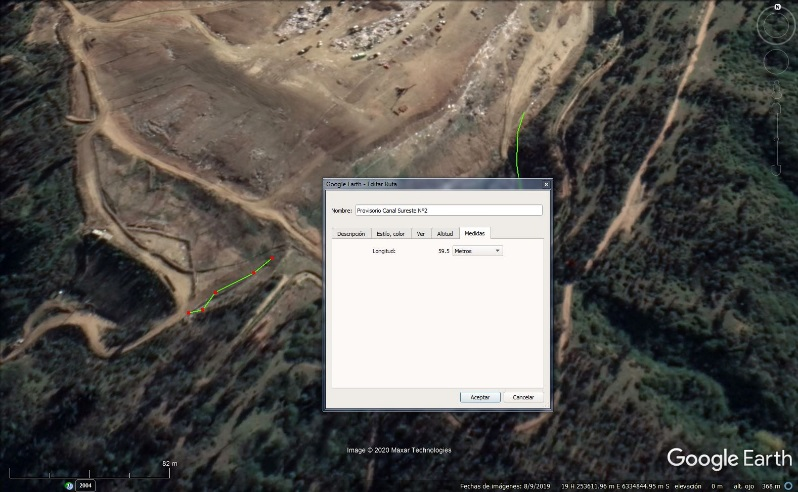 N
Google Earth - Editar Ruta
Nombre: Provisorio Canal Sureste Nº2
Descripción Estilo, color Ver Altitud Medidas
Longitud: 59.5 Metros
Aceptar Cancelar
Image © 2020 Maxar Technologies
Google Earth
82 m
2004
Fechas de imágenes: 8/9/2019 19 H 253611.96 m E 6334844.95 m S elevación 0 m alt. ojo 368 m